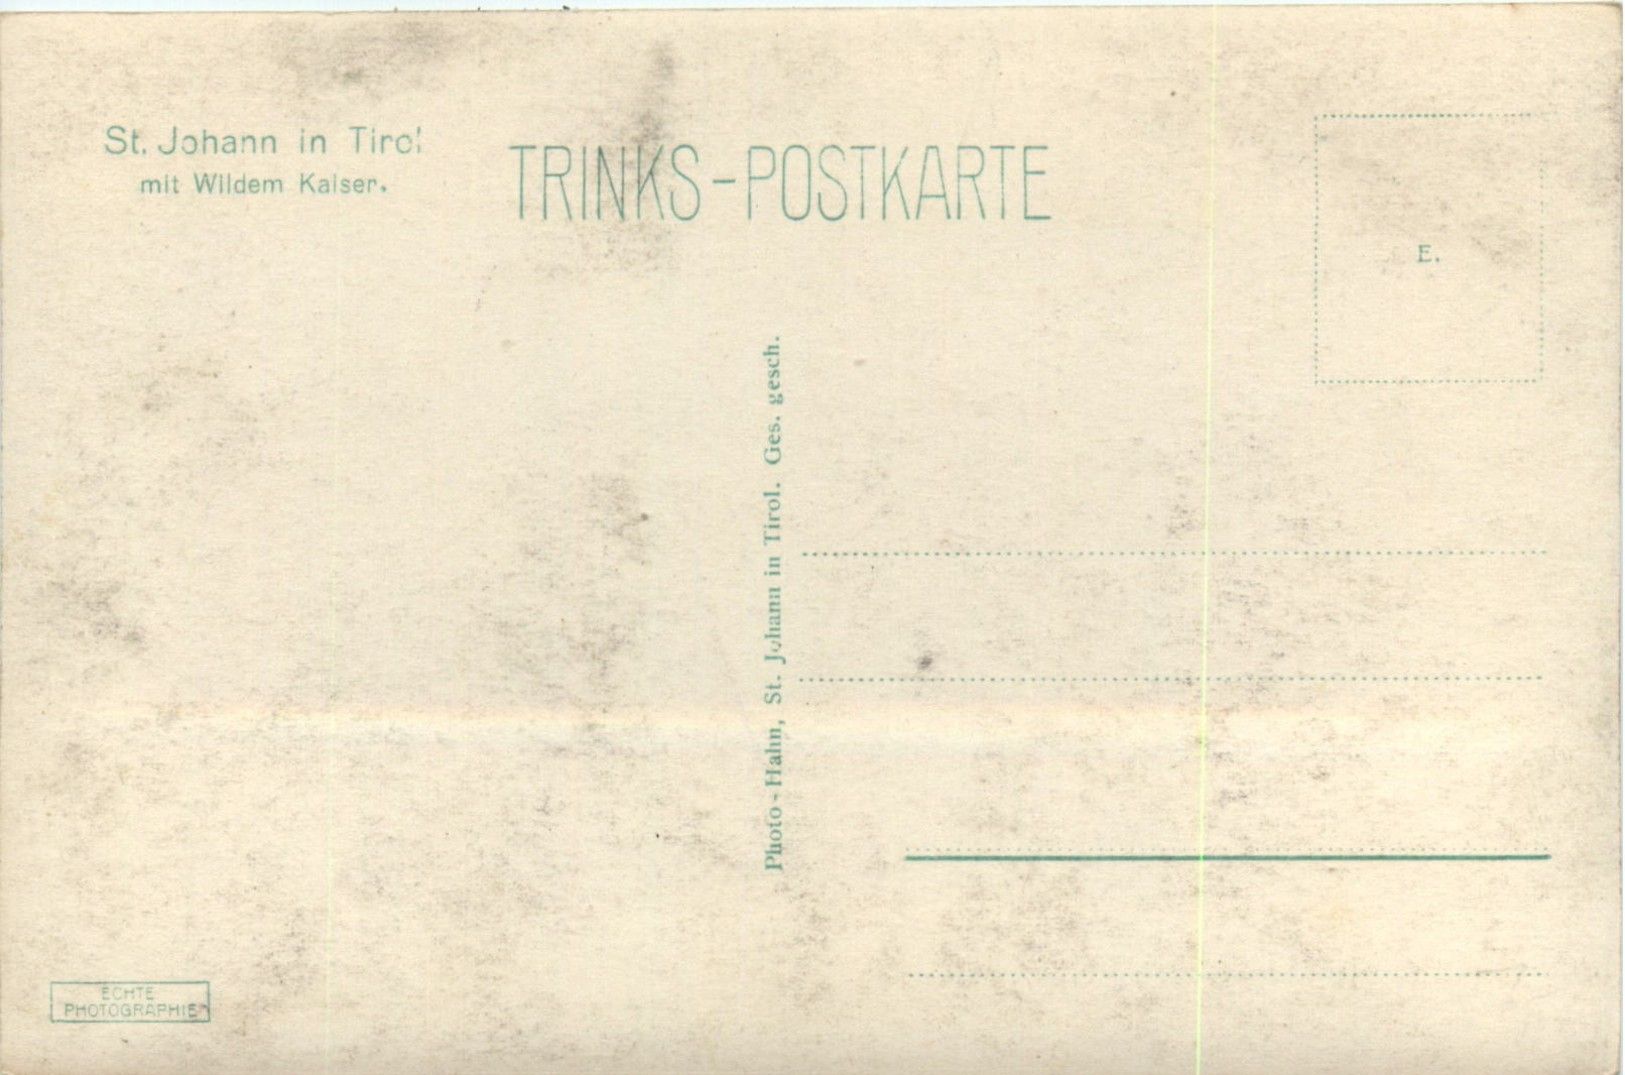 St. Johann in Tirol
mit Wildem Kaiser.
TRINKS-POSTKARTE
E.
Photo-Hahn, St. Johann in Tirol. Ges. gesch.
ECHTE
PHOTOGRAPHIE